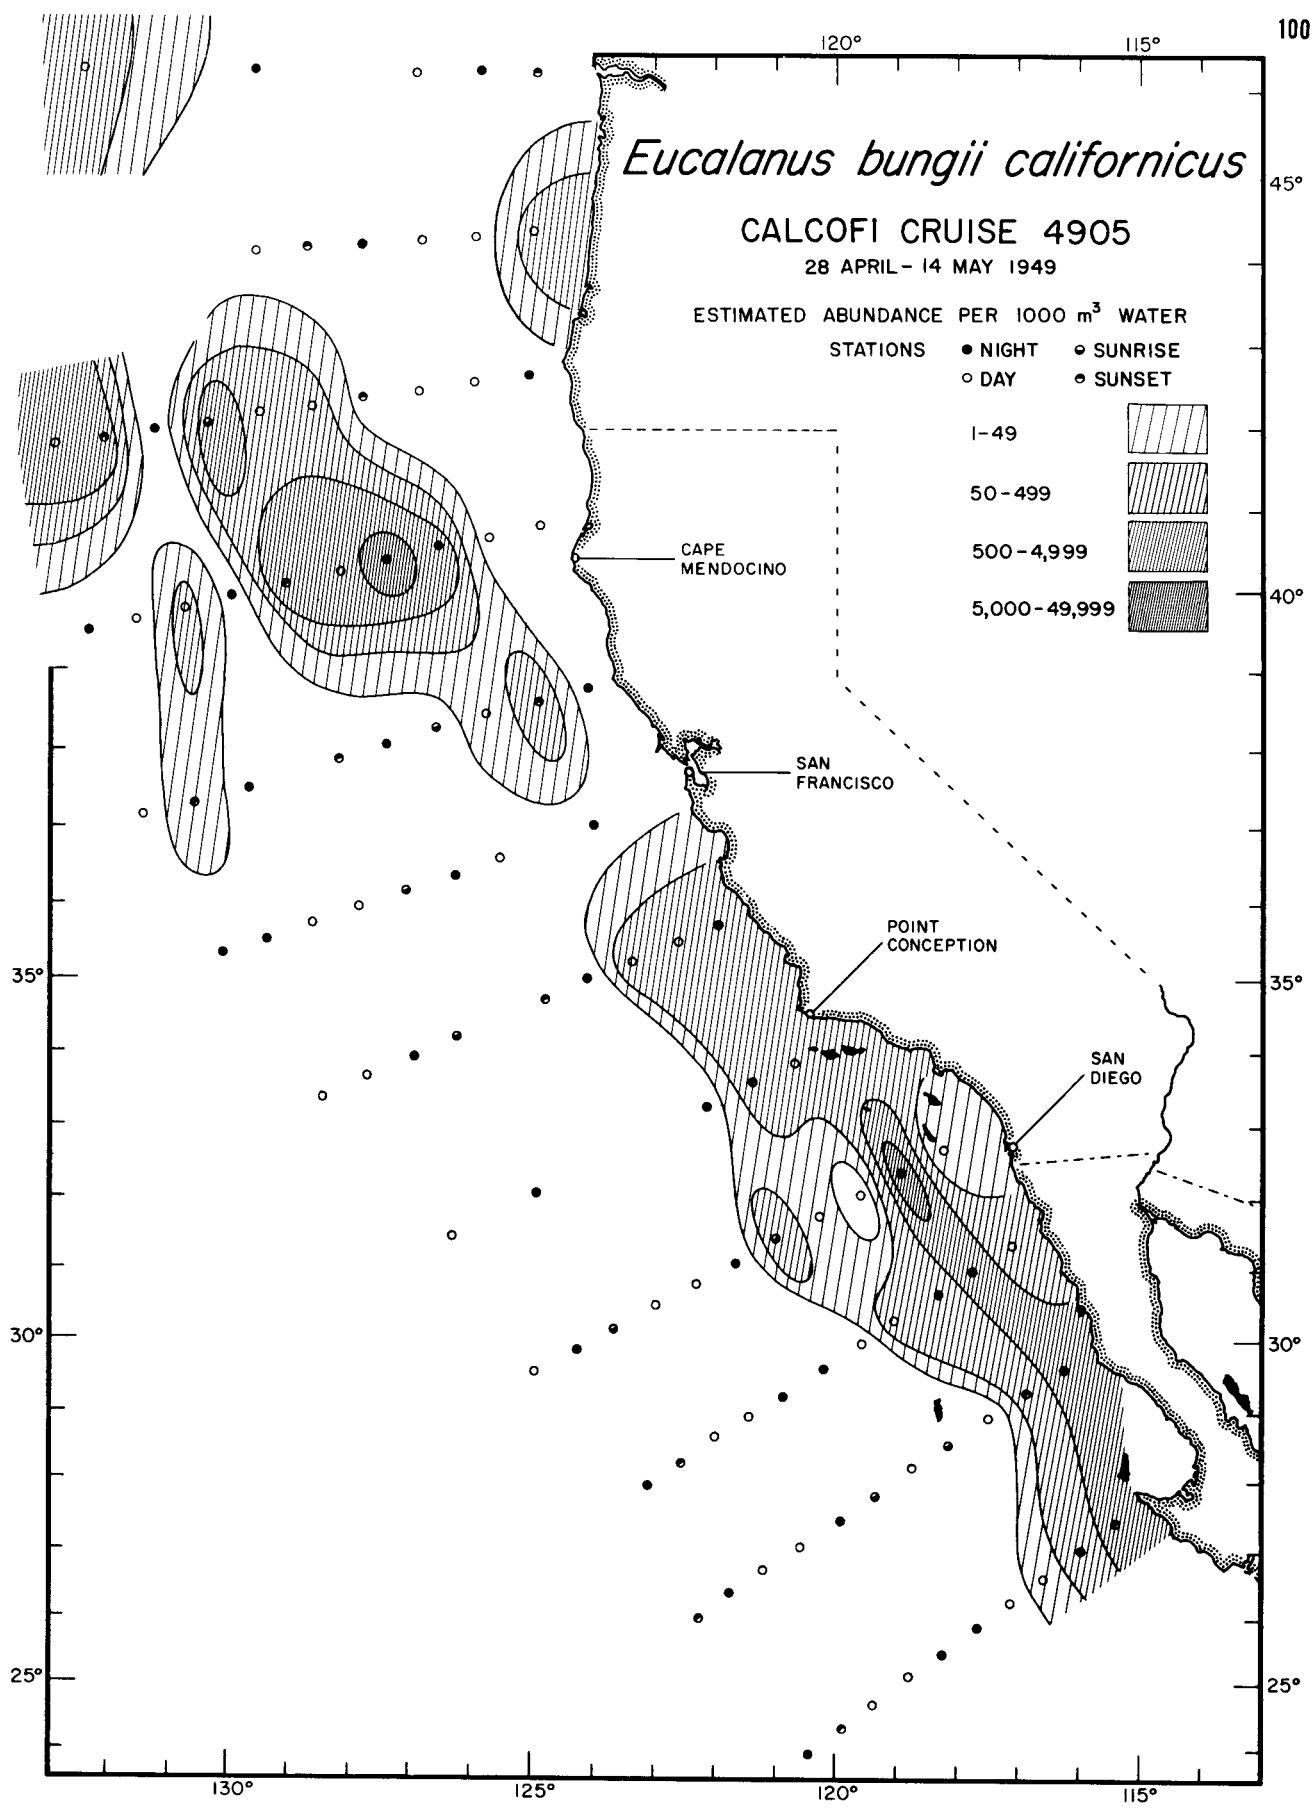 100
120° 115°
Eucalanus bungii californicus
45°
CALCOFI CRUISE 4905
28 APRIL - 14 MAY 1949
ESTIMATED ABUNDANCE PER 1000 m³ WATER
STATIONS ● NIGHT SUNRISE
○ DAY SUNSET
1-49
50-499
500-4,999
5,000-49,999
40°
CAPE
MENDOCINO
SAN
FRANCISCO
POINT
CONCEPTION
35° 35°
SAN
DIEGO
30° 30°
25° 25°
130° 125° 120° 115°